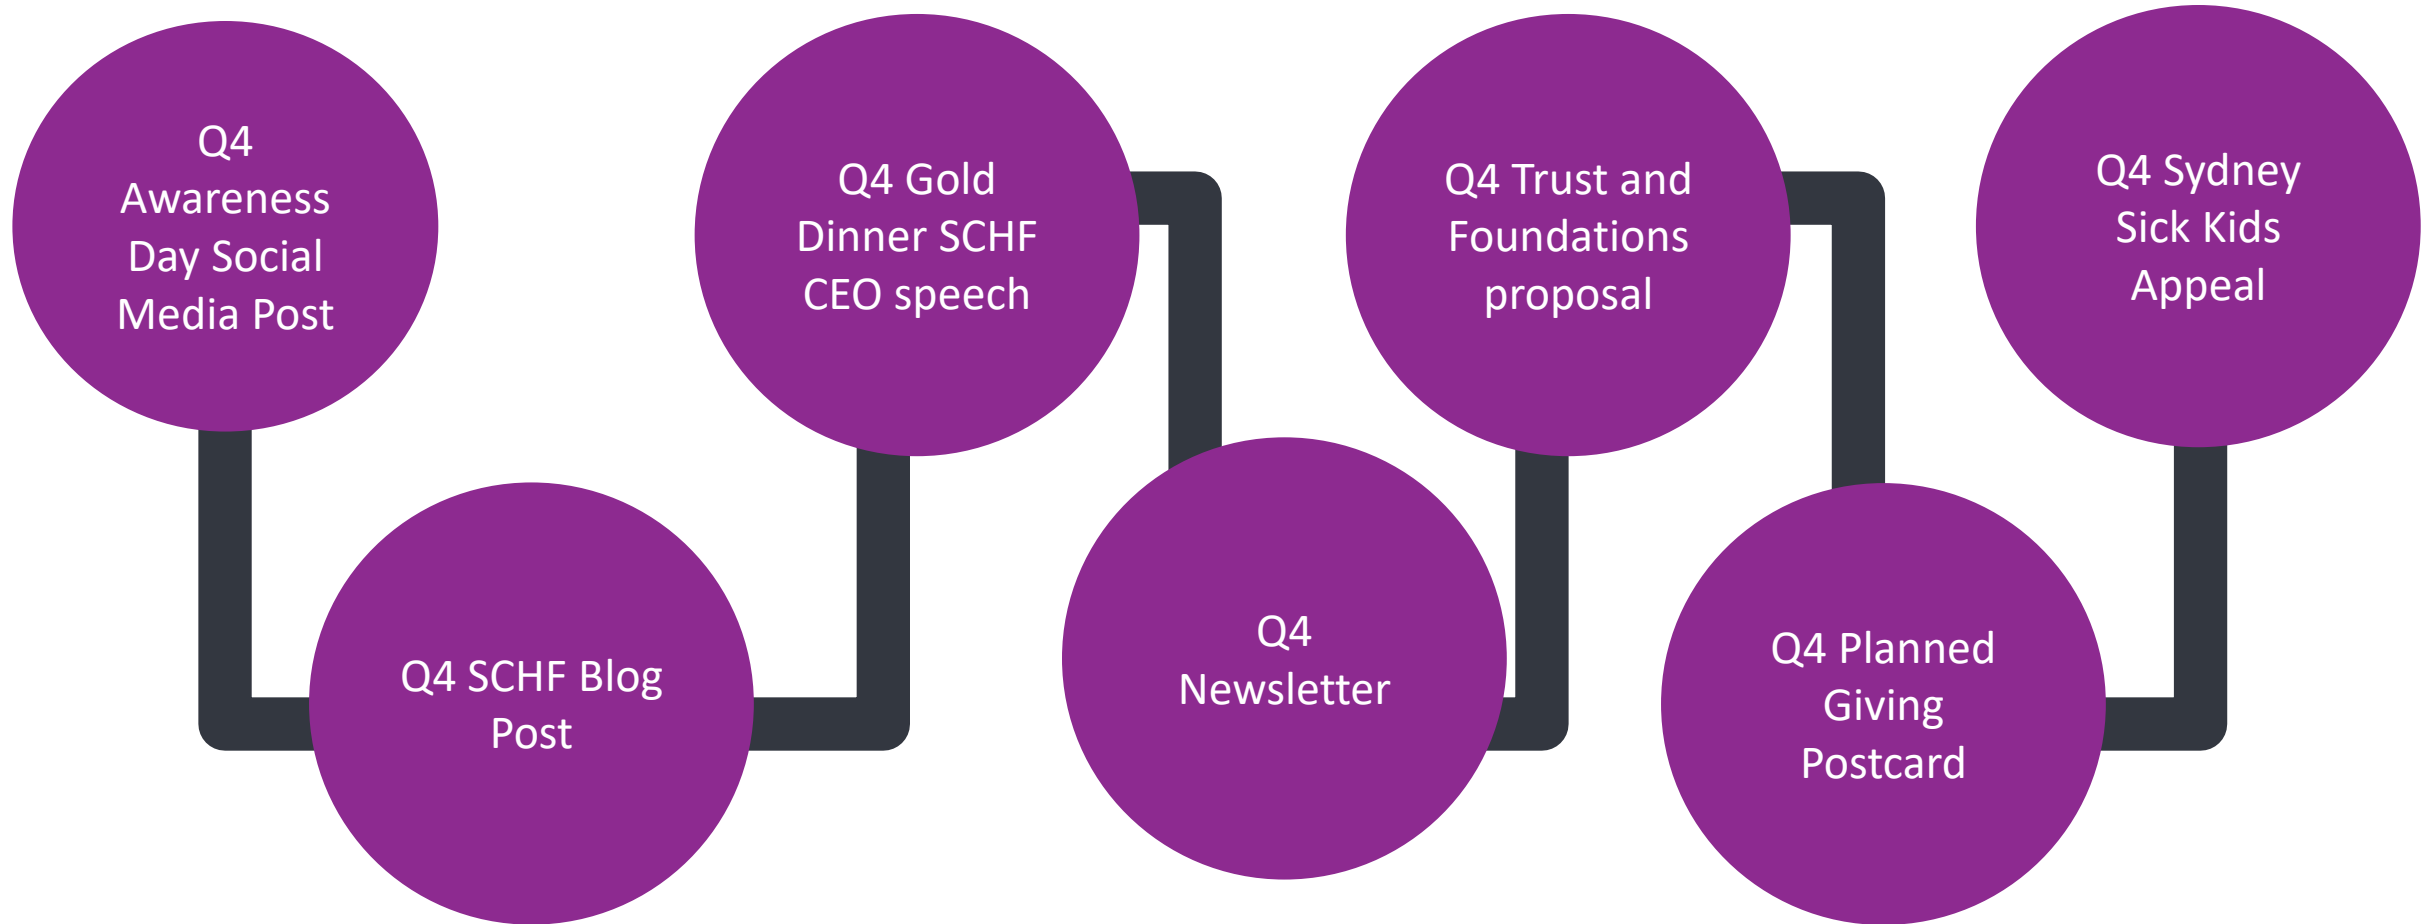 Q4
Awareness
Day Social
Media Post
Q4 SCHF Blog
Post
Q4 Gold
Dinner SCHF
CEO speech
Q4
Newsletter
Q4 Trust and
Foundations
proposal
Q4 Planned
Giving
Postcard
Q4 Sydney
Sick Kids
Appeal